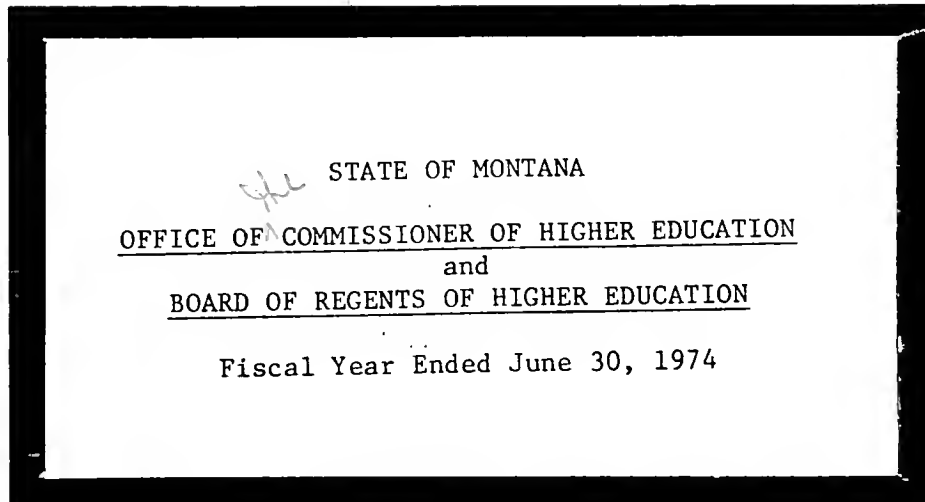 STATE OF MONTANA
OFFICE OF the COMMISSIONER OF HIGHER EDUCATION
and
BOARD OF REGENTS OF HIGHER EDUCATION
Fiscal Year Ended June 30, 1974